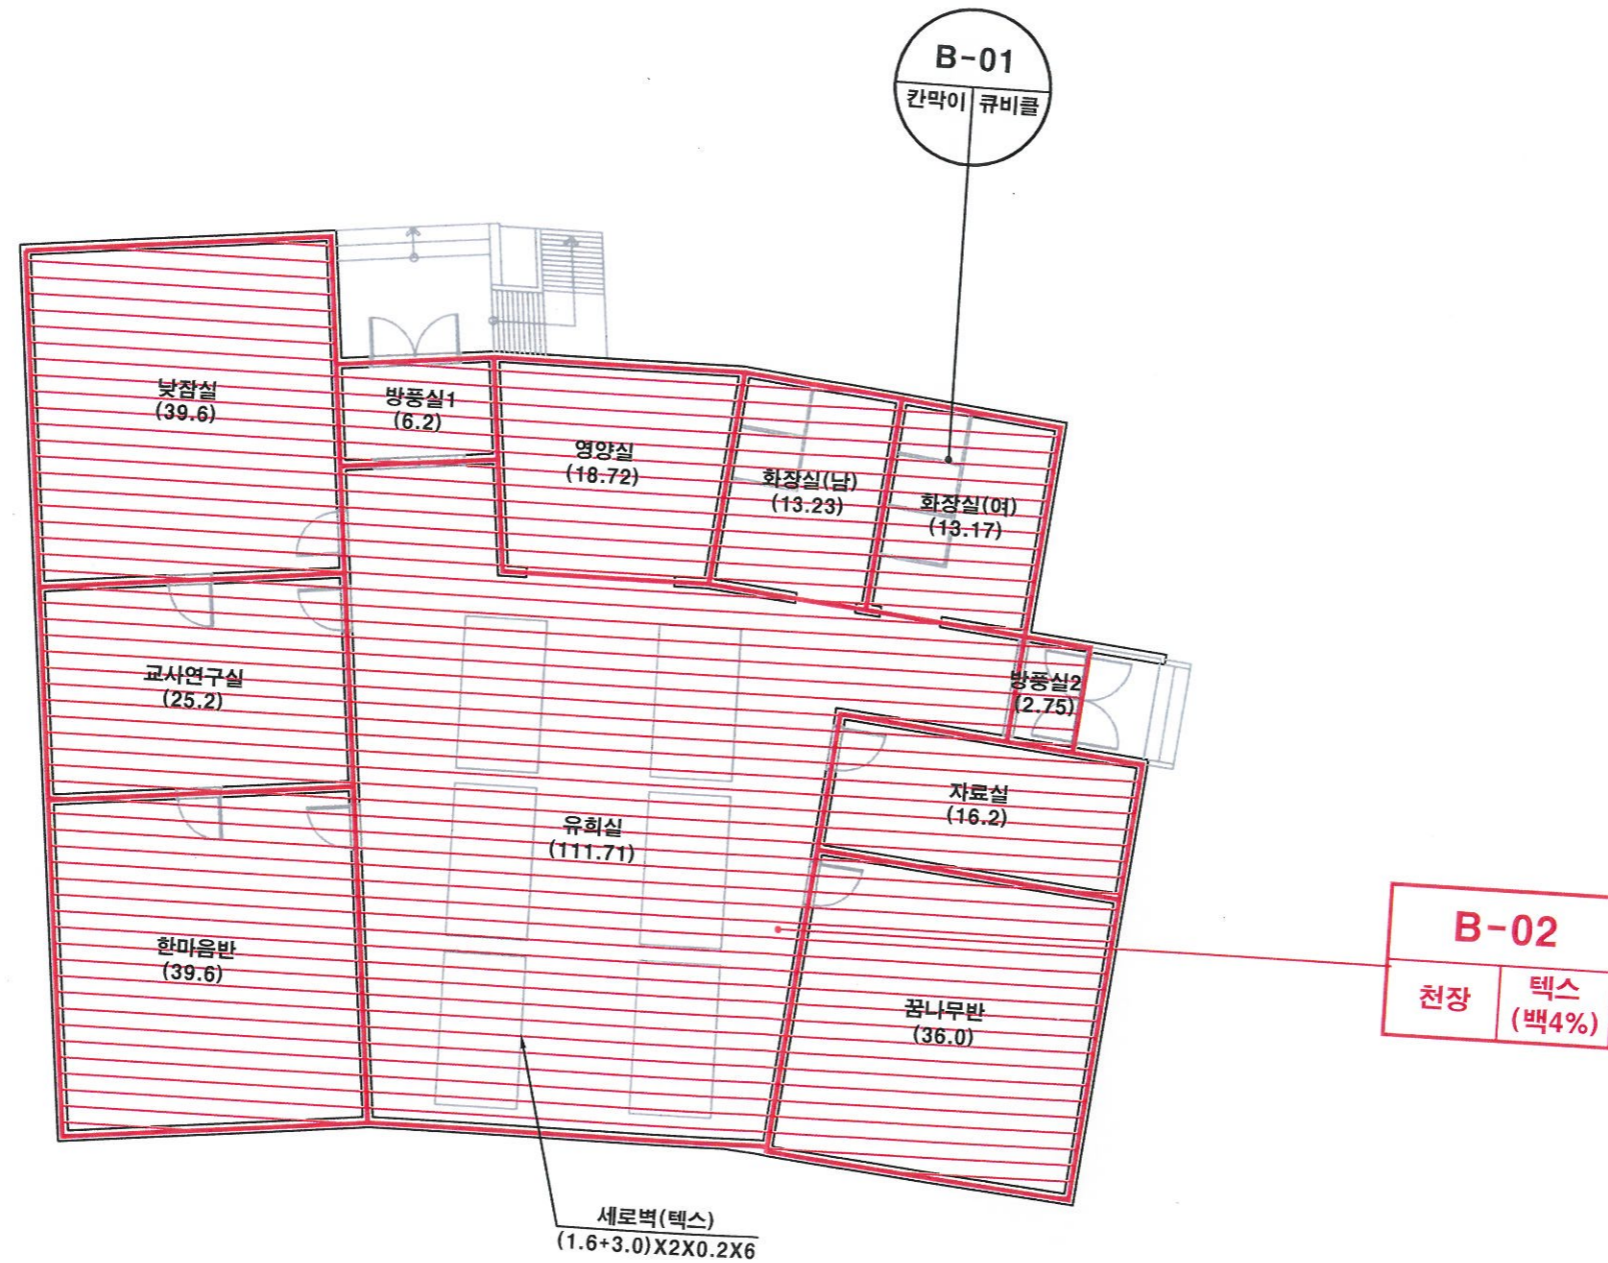 B-01
칸막이 큐비클
낮잠실
(39.6)
방풍실1
(6.2)
영양실
(18.72)
화장실(남)
(13.23)
화장실(여)
(13.17)
교사연구실
(25.2)
방풍실2
(2.75)
자료실
(16.2)
유희실
(111.71)
한마음반
(39.6)
꿈나무반
(36.0)
B-02
천장 텍스
(백4%)
세로벽(텍스)
(1.6+3.0)X2X0.2X6